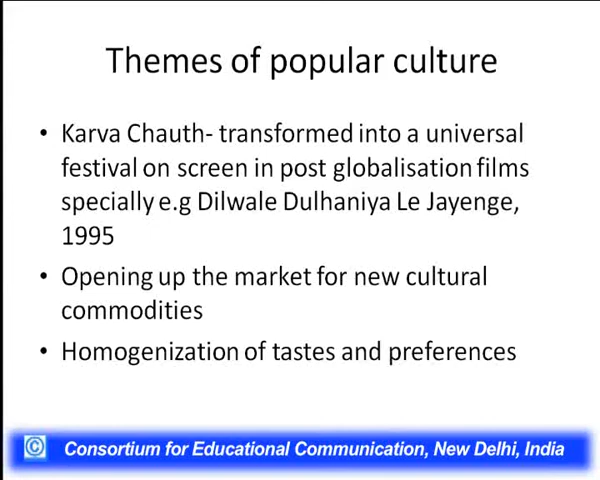 Themes of popular culture
• Karva Chauth- transformed into a universal
festival on screen in post globalisation films
specially e.g Dilwale Dulhaniya Le Jayenge,
1995
• Opening up the market for new cultural
commodities
• Homogenization of tastes and preferences
© Consortium for Educational Communication, New Delhi, India